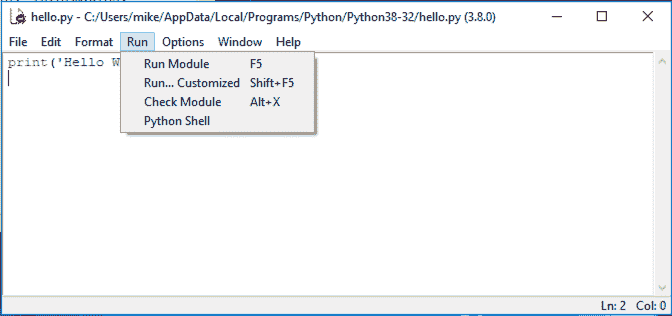 hello.py - C:/Users/mike/AppData/Local/Programs/Python/Python38-32/hello.py (3.8.0)
File Edit Format Run Options Window Help
print('Hello W
Run Module F5
Run... Customized Shift+F5
Check Module Alt+X
Python Shell
Ln: 2 Col: 0